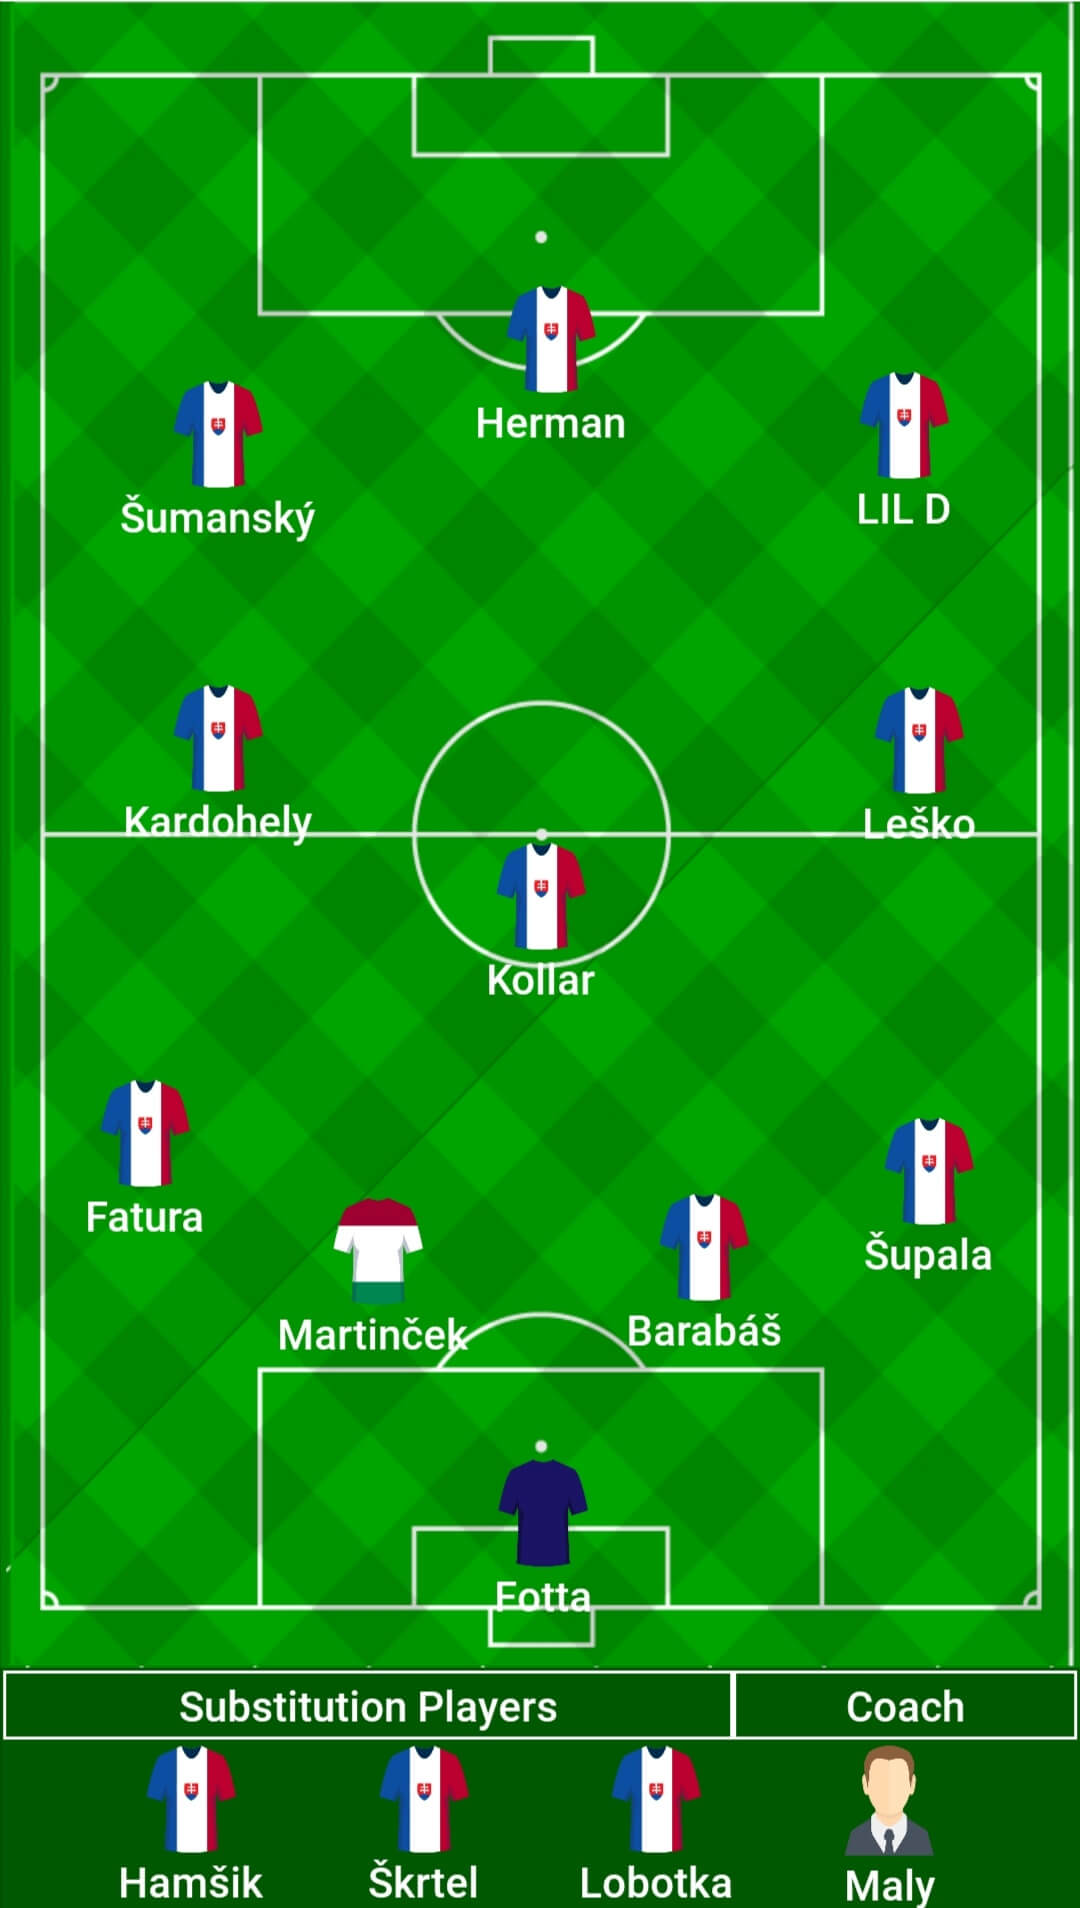 Herman
Šumanský
LIL D
Kardohely
Leško
Kollar
Fatura
Šupala
Martinček
Barabáš
Fotta
Substitution Players
Coach
Hamšik
Škrtel
Lobotka
Maly